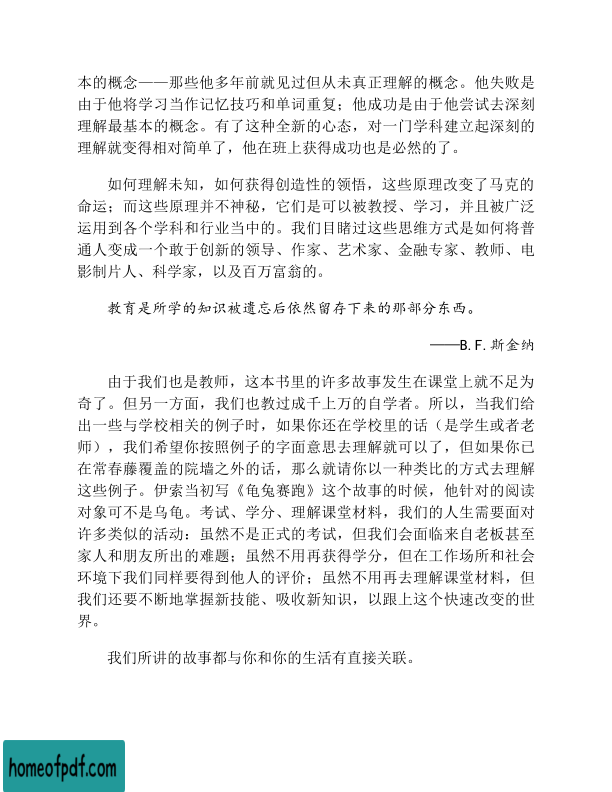 本的概念——那些他多年前就见过但从未真正理解的概念。他失败是
由于他将学习当作记忆技巧和单词重复；他成功是由于他尝试去深刻
理解最基本的概念。有了这种全新的心态，对一门学科建立起深刻的
理解就变得相对简单了，他在班上获得成功也是必然的了。
如何理解未知，如何获得创造性的领悟，这些原理改变了马克的
命运；而这些原理并不神秘，它们是可以被教授、学习，并且被广泛
运用到各个学科和行业当中的。我们目睹过这些思维方式是如何将普
通人变成一个敢于创新的领导、作家、艺术家、金融专家、教师、电
影制片人、科学家，以及百万富翁的。
教育是所学的知识被遗忘后依然留存下来的那部分东西。
——B.F.斯金纳
由于我们也是教师，这本书里的许多故事发生在课堂上就不足为
奇了。但另一方面，我们也教过成千上万的自学者。所以，当我们给
出一些与学校相关的例子时，如果你还在学校里的话（是学生或者老
师），我们希望你按照例子的字面意思去理解就可以了，但如果你已
在常春藤覆盖的院墙之外的话，那么就请你以一种类比的方式去理解
这些例子。伊索当初写《龟兔赛跑》这个故事的时候，他针对的阅读
对象可不是乌龟。考试、学分、理解课堂材料，我们的人生需要面对
许多类似的活动：虽然不是正式的考试，但我们会面临来自老板甚至
家人和朋友所出的难题；虽然不用再获得学分，但在工作场所和社会
环境下我们同样要得到他人的评价；虽然不用再去理解课堂材料，但
我们还要不断地掌握新技能、吸收新知识，以跟上这个快速改变的世
界。
我们所讲的故事都与你和你的生活有直接关联。
homeofpdf.com